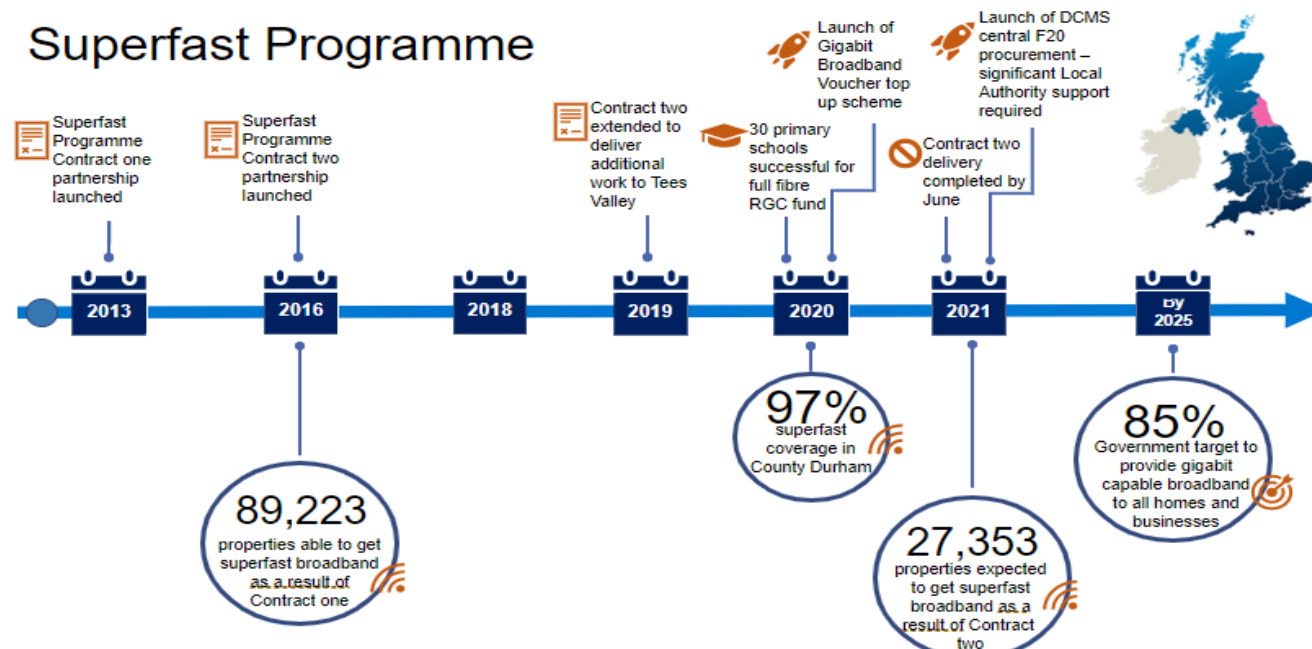 Superfast Programme
Superfast
Programme
Contract one
partnership
launched
Superfast
Programme
Contract two
partnership
launched
Contract two
extended to
deliver
additional
work to Tees
Valley
30 primary
schools
successful for
full fibre
RGC fund
Launch of
Gigabit
Broadband
Voucher top
up scheme
Contract two
delivery
completed by
June
Launch of DCMS
central F20
procurement –
significant Local
Authority support
required
2013
2016
2018
2019
2020
2021
By
2025
89,223
properties able to get
superfast broadband
as a result of
Contract one
97%
superfast
coverage in
County Durham
27,353
properties expected
to get superfast
broadband as a
result of Contract
two
85%
Government target to
provide gigabit
capable broadband
to all homes and
businesses